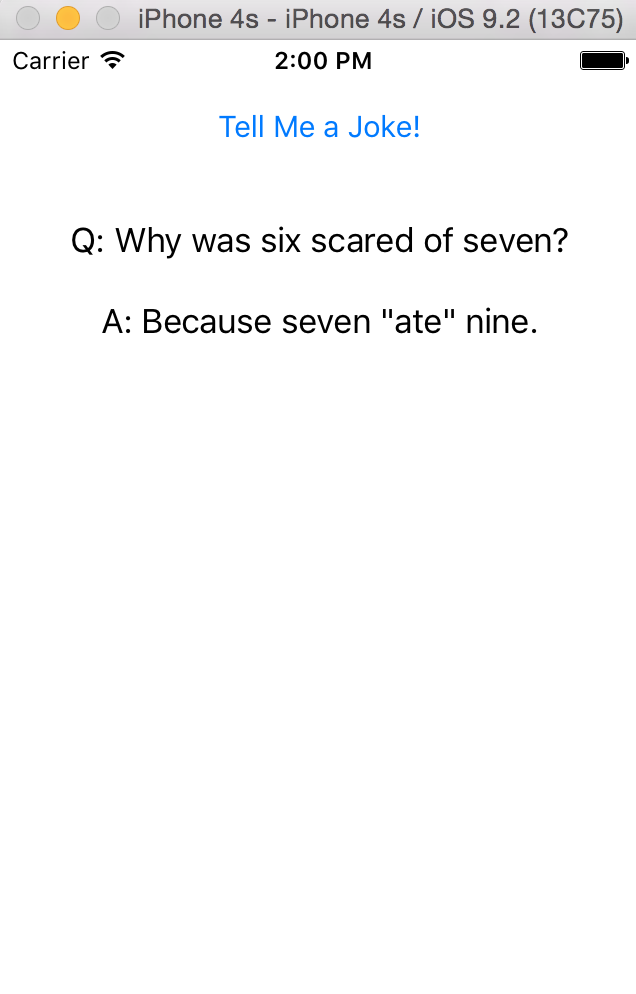 iPhone 4s - iPhone 4s / iOS 9.2 (13C75)
Carrier 2:00 PM
Tell Me a Joke!
Q: Why was six scared of seven?
A: Because seven "ate" nine.